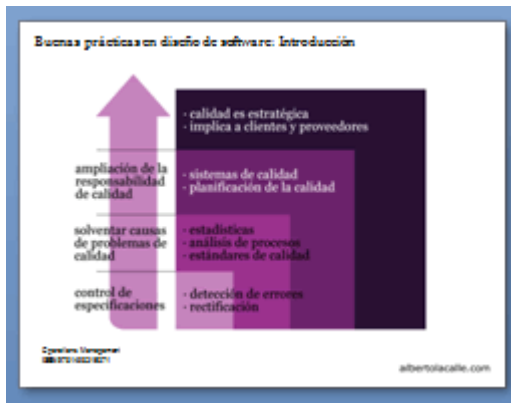 Buenas prácticas en diseño de software: Introducción
- calidad es estratégica
- implica a clientes y proveedores
ampliación de la
responsabilidad
de calidad
- sistemas de calidad
- planificación de la calidad
solventar causas
de problemas de
calidad
- estadísticas
- análisis de procesos
- estándares de calidad
control de
especificaciones
- detección de errores
- rectificación
Operations Management
albertolacalle.com